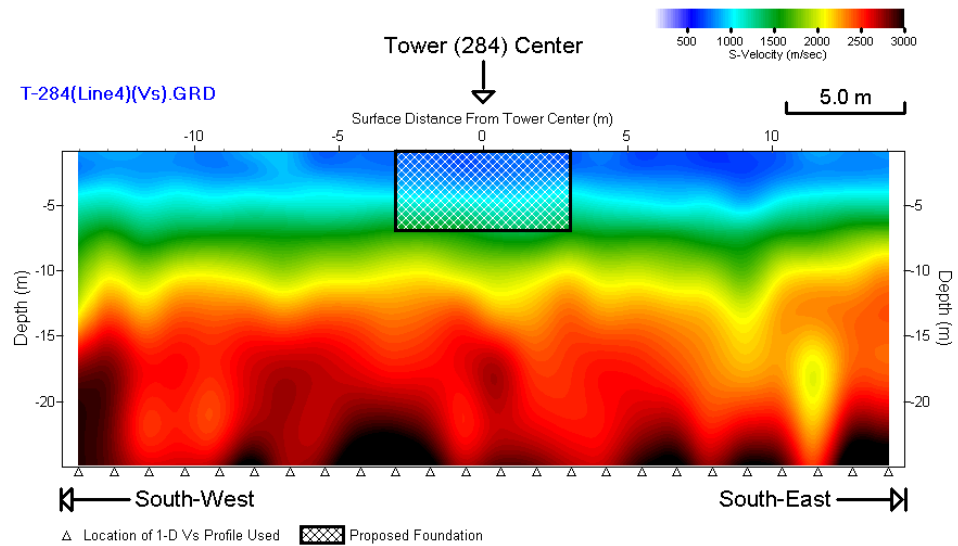 500 1000 1500 2000 2500 3000
S-Velocity (m/sec)
Tower (284) Center
T-284(Line4)(Vs).GRD
5.0 m
Surface Distance From Tower Center (m)
-10 -5 0 5 10
-5 -5
-10 -10
-15 -15
-20 -20
Depth (m)
Depth (m)
South-West South-East
Location of 1-D Vs Profile Used Proposed Foundation